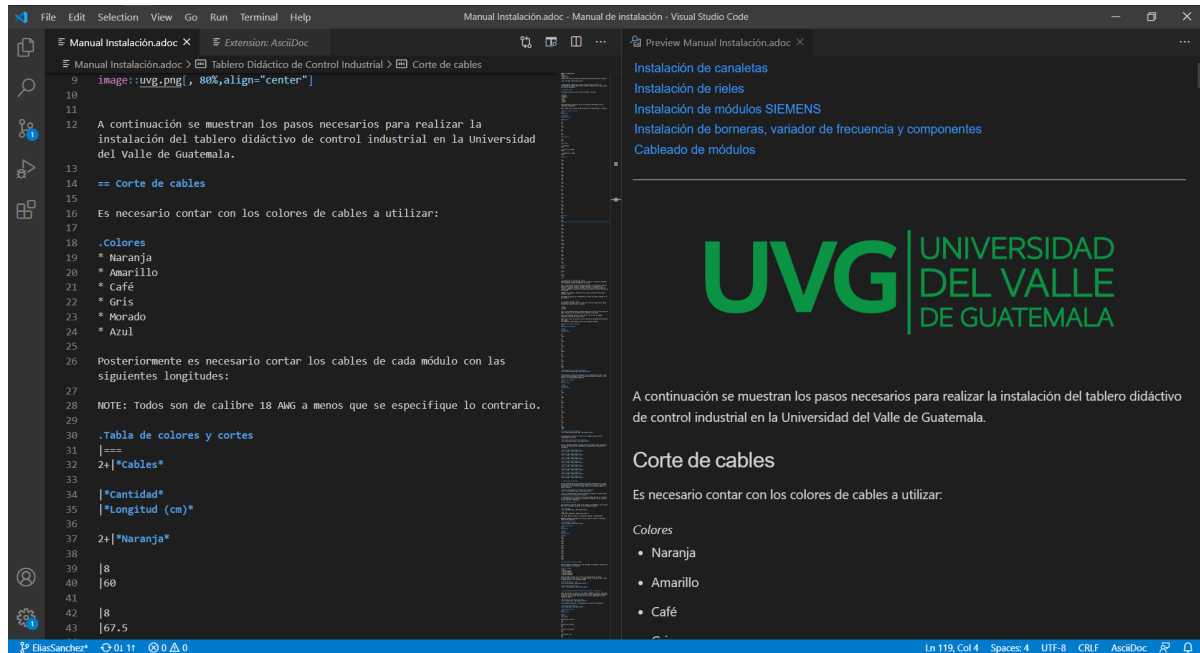 File Edit Selection View Go Run Terminal Help
Manual Instalación.adoc - Manual de instalación - Visual Studio Code
Manual Instalación.adoc
Extension: AsciiDoc
Manual Instalación.adoc > Tablero Didáctico de Control Industrial > Corte de cables
9 image::uvg.png[, 80%,align="center"]
10
11
12 A continuación se muestran los pasos necesarios para realizar la
instalación del tablero didáctivo de control industrial en la Universidad
del Valle de Guatemala.
13
14 == Corte de cables
15
16 Es necesario contar con los colores de cables a utilizar:
17
18 .Colores
19 * Naranja
20 * Amarillo
21 * Café
22 * Gris
23 * Morado
24 * Azul
25
26 Posteriormente es necesario cortar los cables de cada módulo con las
siguientes longitudes:
27
28 NOTE: Todos son de calibre 18 AWG a menos que se especifique lo contrario.
29
30 .Tabla de colores y cortes
31 |===
32 2+|*Cables*
33
34 |*Cantidad*
35 |*Longitud (cm)*
36
37 2+|*Naranja*
38
39 |8
40 |60
41
42 |8
43 |67.5
1
1
Preview Manual Instalación.adoc
Instalación de canaletas
Instalación de rieles
Instalación de módulos SIEMENS
Instalación de borneras, variador de frecuencia y componentes
Cableado de módulos
UVG
UNIVERSIDAD
DEL VALLE
DE GUATEMALA
A continuación se muestran los pasos necesarios para realizar la instalación del tablero didáctivo
de control industrial en la Universidad del Valle de Guatemala.
Corte de cables
Es necesario contar con los colores de cables a utilizar:
Colores
• Naranja
• Amarillo
• Café
EliasSanchez* 0↓ 1↑ 0 0
Ln 119, Col 4 Spaces: 4 UTF-8 CRLF AsciiDoc